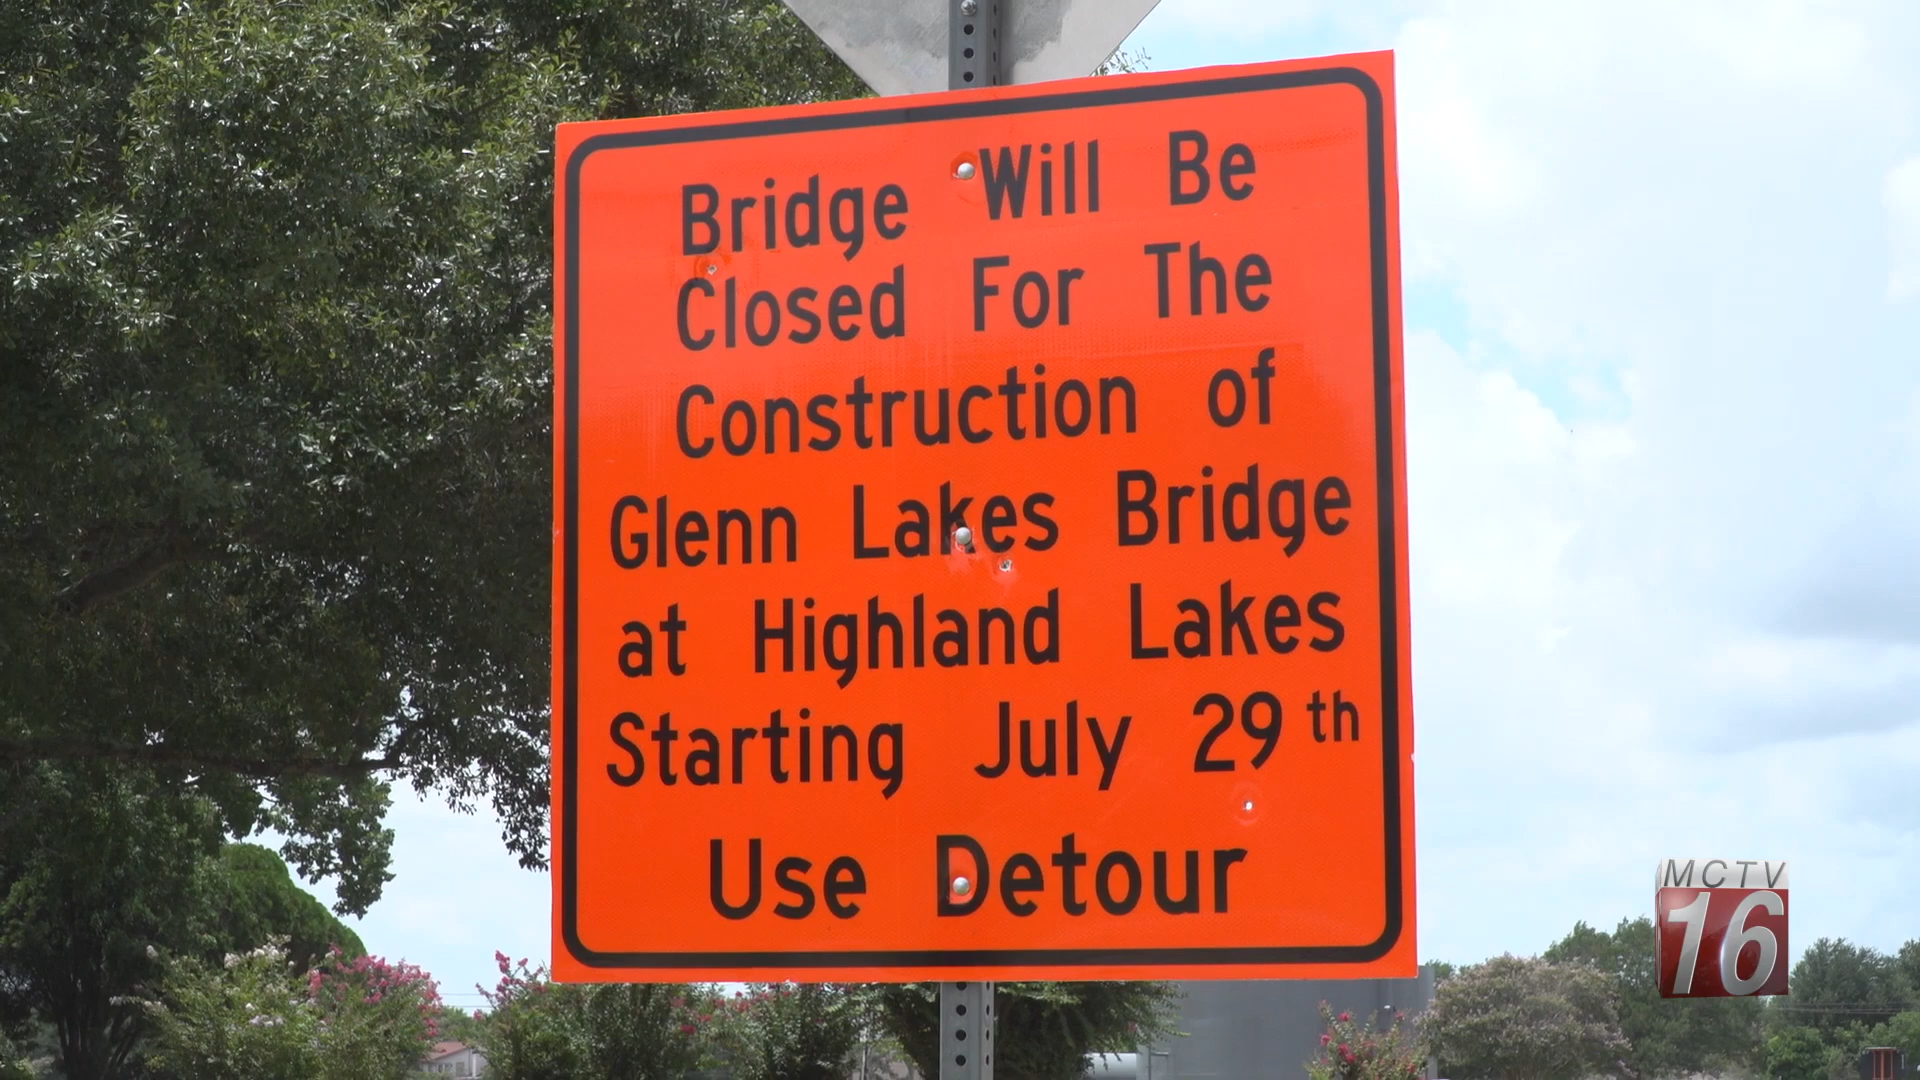 Bridge Will Be
Closed For The
Construction of
Glenn Lakes Bridge
at Highland Lakes
Starting July 29th
Use Detour
MCTV
16